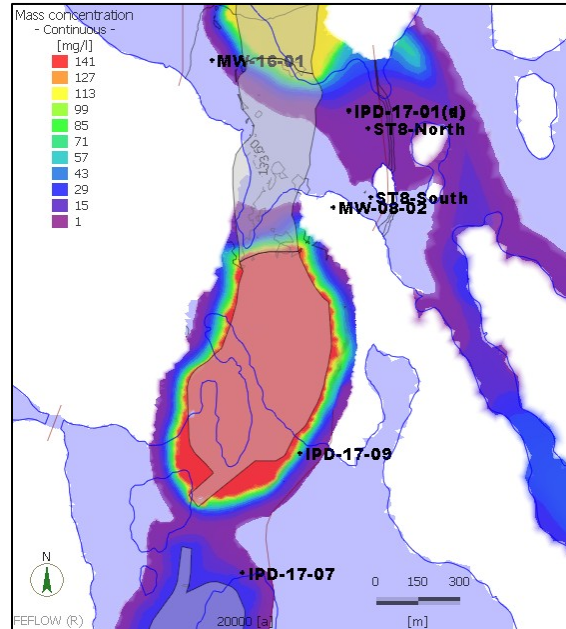 Mass concentration
- Continuous -
[mg/l]
141
127
113
99
85
71
57
43
29
15
1
MW-16-01
IPD-17-01(d)
ST8-North
133.60
ST8-South
MW-08-02
IPD-17-09
IPD-17-07
N
0 150 300
FEFLOW (R)
20000 [a]
[m]